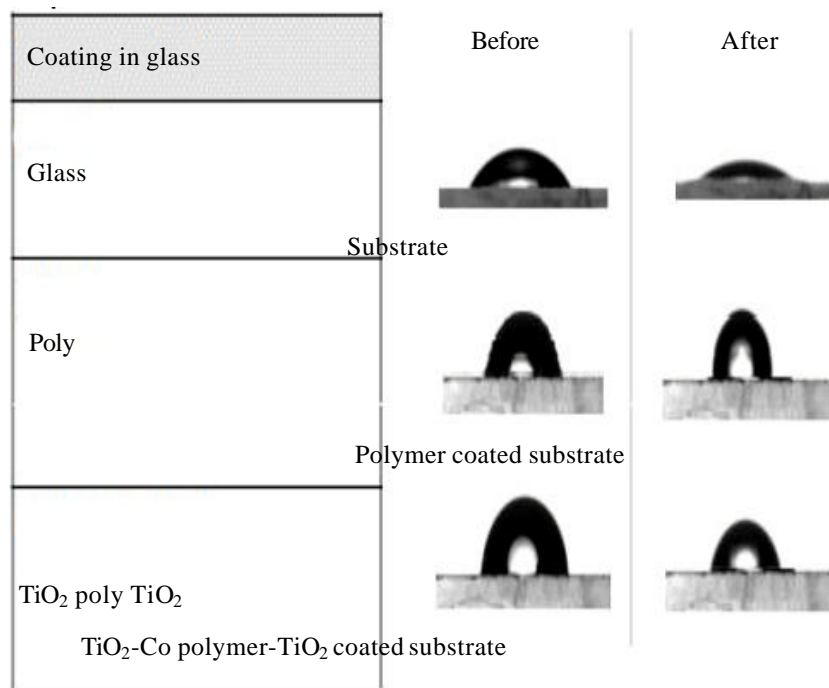 Before After
Coating in glass
Glass
Substrate
Poly
Polymer coated substrate
TiO₂ poly TiO₂
TiO₂-Co polymer-TiO₂ coated substrate